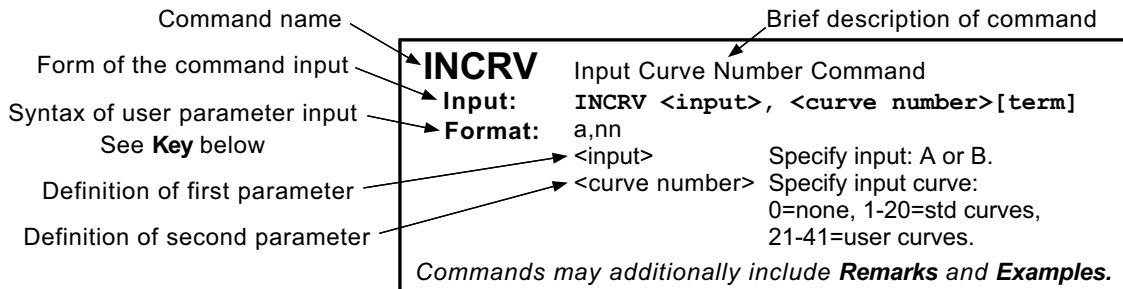 Command name
Brief description of command
INCRV Input Curve Number Command
Form of the command input
Input: INCRV <input>, <curve number>[term]
Syntax of user parameter input
See Key below
Format: a,nn
<input> Specify input: A or B.
Definition of first parameter
<curve number> Specify input curve:
0=none, 1-20=std curves,
Definition of second parameter
21-41=user curves.
Commands may additionally include Remarks and Examples.